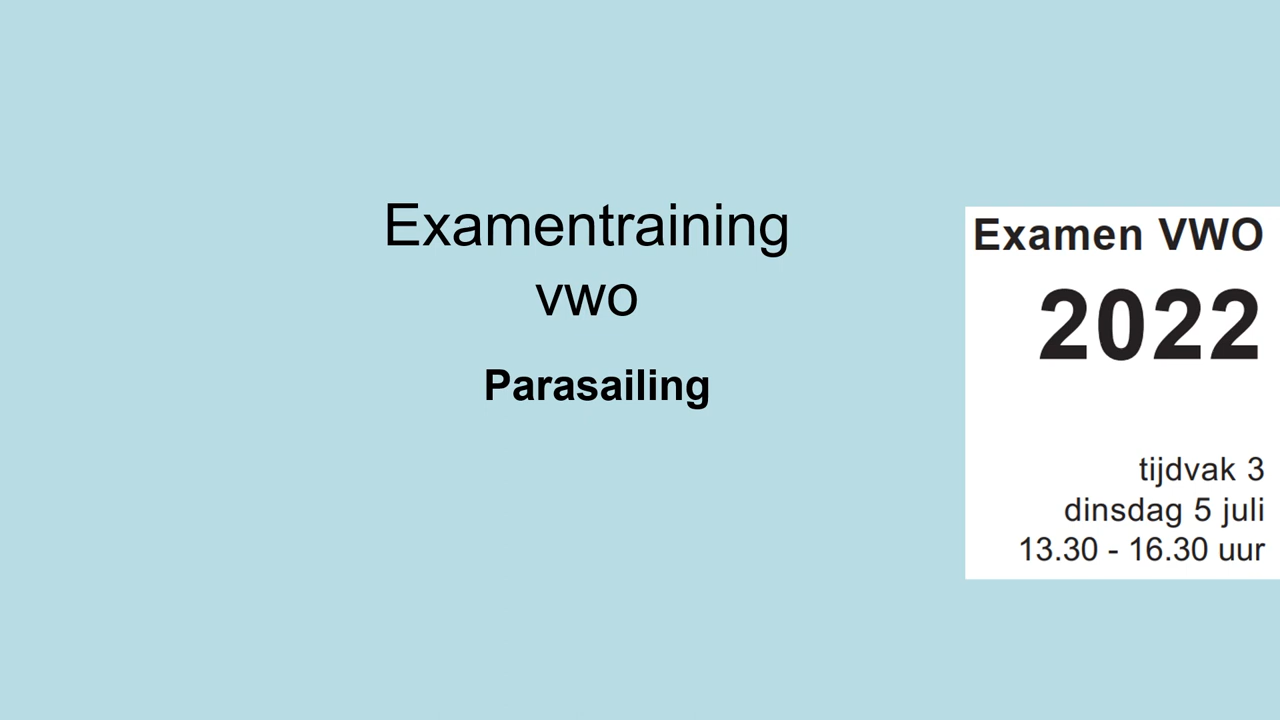 Examentraining
vwo
Parasailing
Examen VWO
2022
tijdvak 3
dinsdag 5 juli
13.30 - 16.30 uur